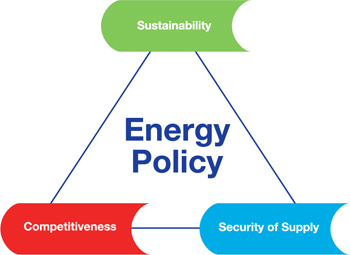 Sustainability
Energy
Policy
Competitiveness
Security of Supply